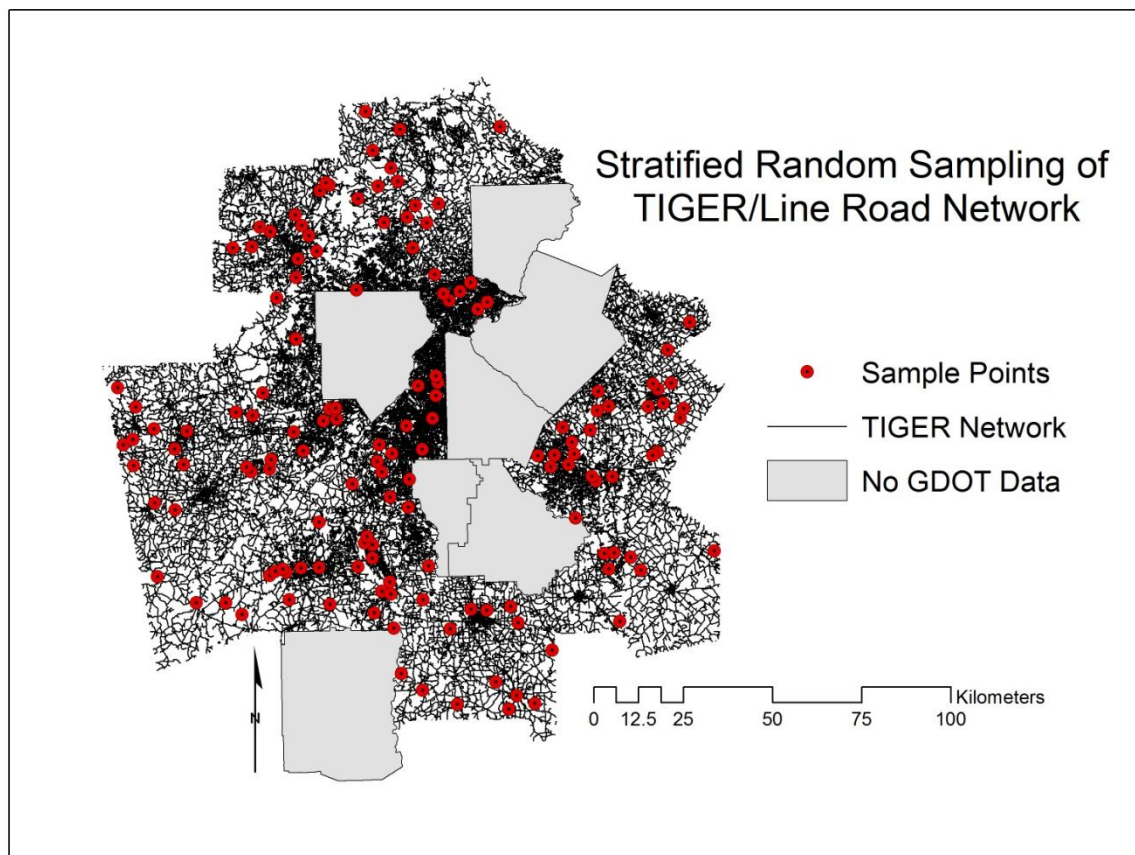 Stratified Random Sampling of
TIGER/Line Road Network
Sample Points
TIGER Network
No GDOT Data
N
Kilometers
0 12.5 25 50 75 100